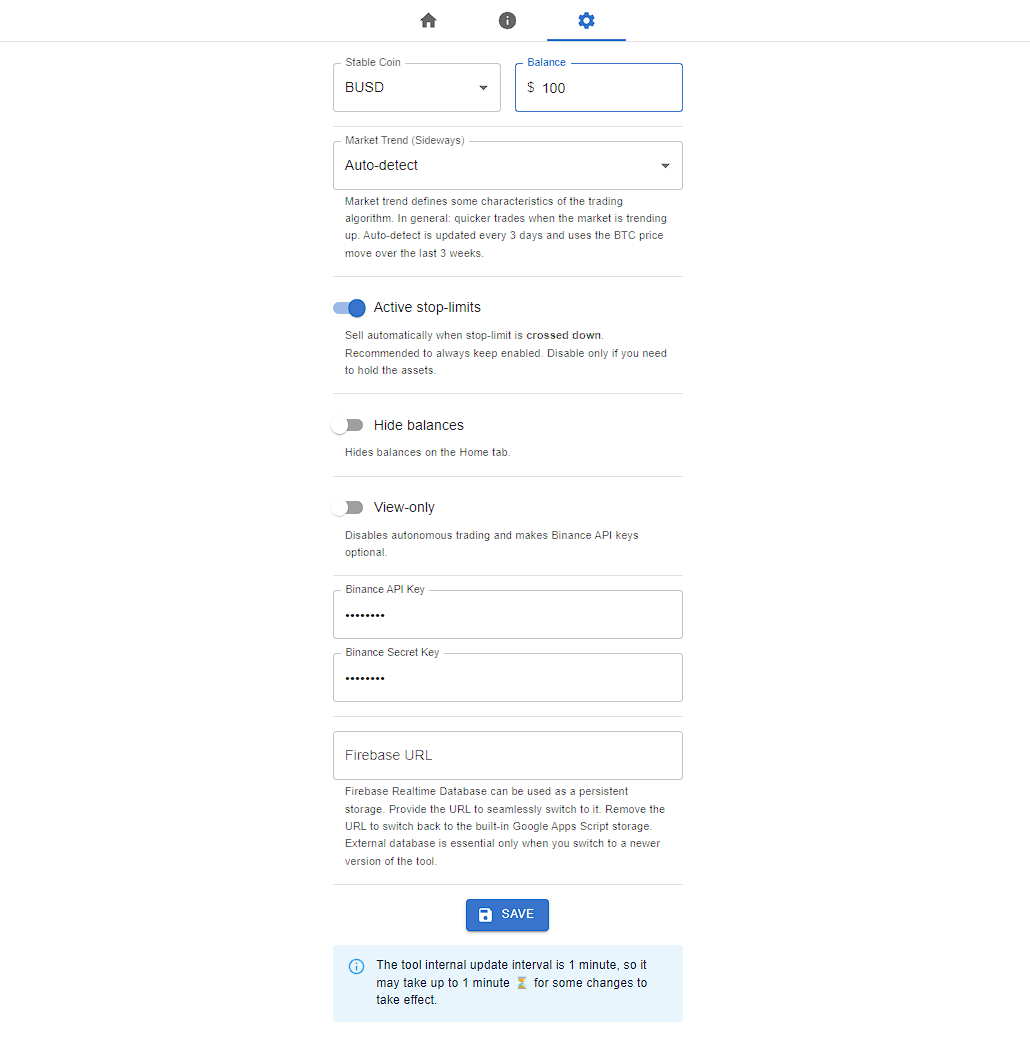 Stable Coin
BUSD
Balance
$ 100
Market Trend (Sideways)
Auto-detect
Market trend defines some characteristics of the trading
algorithm. In general: quicker trades when the market is trending
up. Auto-detect is updated every 3 days and uses the BTC price
move over the last 3 weeks.
Active stop-limits
Sell automatically when stop-limit is crossed down.
Recommended to always keep enabled. Disable only if you need
to hold the assets.
Hide balances
Hides balances on the Home tab.
View-only
Disables autonomous trading and makes Binance API keys
optional.
Binance API Key
••••••••
Binance Secret Key
••••••••
Firebase URL
Firebase Realtime Database can be used as a persistent
storage. Provide the URL to seamlessly switch to it. Remove the
URL to switch back to the built-in Google Apps Script storage.
External database is essential only when you switch to a newer
version of the tool.
SAVE
The tool internal update interval is 1 minute, so it
may take up to 1 minute ⏳ for some changes to
take effect.